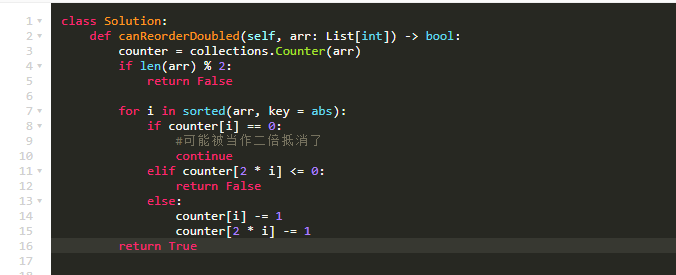 1 class Solution:
2     def canReorderDoubled(self, arr: List[int]) -> bool:
3         counter = collections.Counter(arr)
4         if len(arr) % 2:
5             return False
6
7         for i in sorted(arr, key = abs):
8             if counter[i] == 0:
9                 #可能被当作二倍抵消了
10                 continue
11             elif counter[2 * i] <= 0:
12                 return False
13             else:
14                 counter[i] -= 1
15                 counter[2 * i] -= 1
16         return True
17